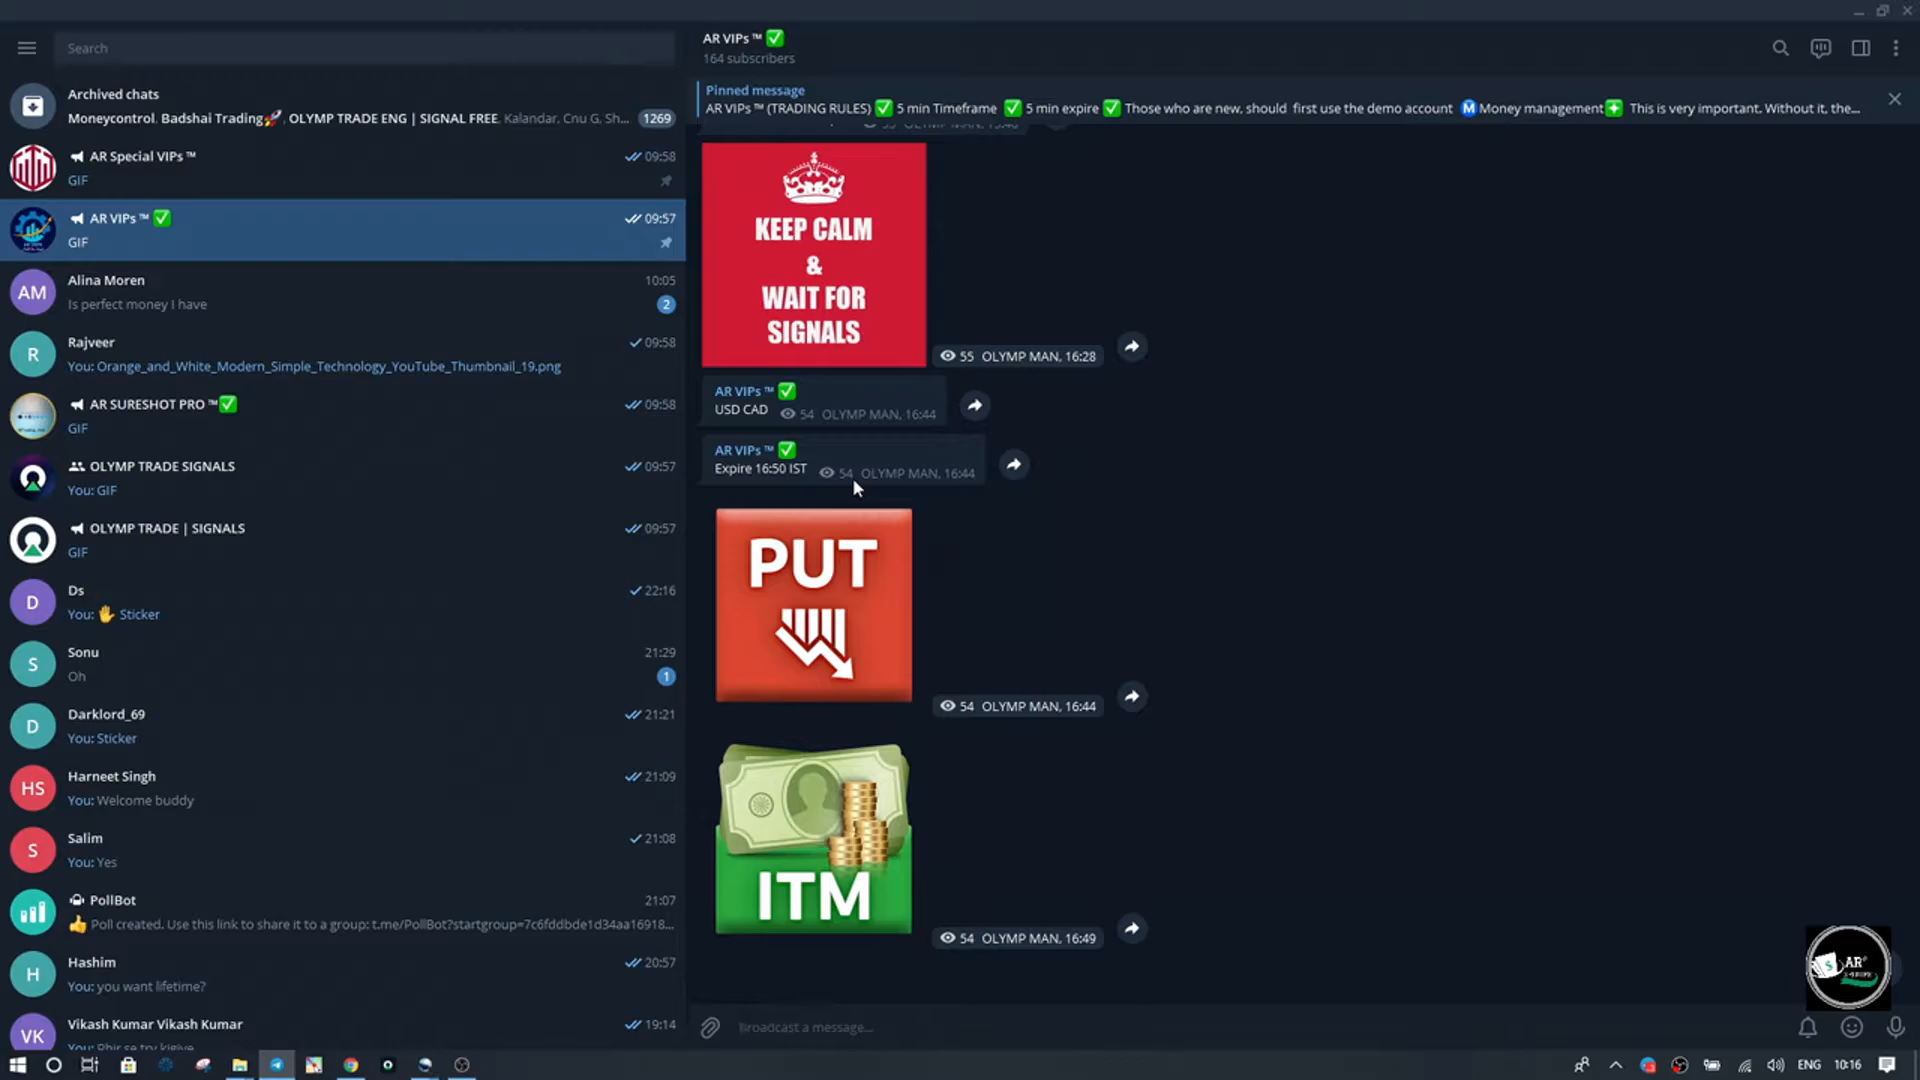 Search
Archived chats
Moneycontrol, Badshai Trading🚀, OLYMP TRADE ENG | SIGNAL FREE, Kalandar, Cnu G, Sh... 1269
AR Special VIPs ™ 09:58
GIF
AR VIPs ™ ✅ 09:57
GIF
AM Alina Moren 10:05
Is perfect money I have 2
R Rajveer 09:58
You: Orange_and_White_Modern_Simple_Technology_YouTube_Thumbnail_19.png
AR SURESHOT PRO ™✅ 09:58
GIF
OLYMP TRADE SIGNALS 09:57
You: GIF
OLYMP TRADE | SIGNALS 09:57
GIF
D Ds 22:16
You: ✋ Sticker
S Sonu 21:29
Oh 1
D Darklord_69 21:21
You: Sticker
HS Harneet Singh 21:09
You: Welcome buddy
S Salim 21:08
You: Yes
PollBot 21:07
👍 Poll created. Use this link to share it to a group: t.me/PollBot?startgroup=7c6fddbde1d34aa16918...
H Hashim 20:57
You: you want lifetime?
VK Vikash Kumar Vikash Kumar 19:14
You: Phir se try kigive
AR VIPs ™ ✅
164 subscribers
Pinned message
AR VIPs ™ (TRADING RULES) ✅ 5 min Timeframe ✅ 5 min expire ✅ Those who are new, should first use the demo account Ⓜ Money management This is very important. Without it, the...
KEEP CALM
&
WAIT FOR
SIGNALS
55 OLYMP MAN, 16:28
AR VIPs ™ ✅
USD CAD 54 OLYMP MAN, 16:44
AR VIPs ™ ✅
Expire 16:50 IST 54 OLYMP MAN, 16:44
PUT
54 OLYMP MAN, 16:44
ITM
54 OLYMP MAN, 16:49
AR
Broadcast a message...
ENG 10:16